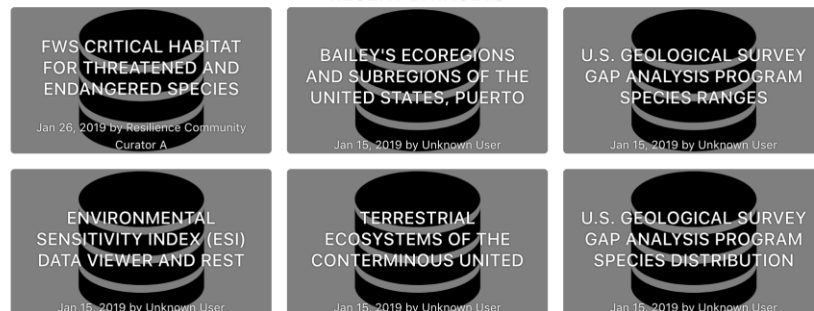 FWS CRITICAL HABITAT
FOR THREATENED AND
ENDANGERED SPECIES
Jan 26, 2019 by Resilience Community
Curator A
BAILEY'S ECOREGIONS
AND SUBREGIONS OF THE
UNITED STATES, PUERTO
Jan 15, 2019 by Unknown User
U.S. GEOLOGICAL SURVEY
GAP ANALYSIS PROGRAM
SPECIES RANGES
Jan 15, 2019 by Unknown User
ENVIRONMENTAL
SENSITIVITY INDEX (ESI)
DATA VIEWER AND REST
Jan 15, 2019 by Unknown User
TERRESTRIAL
ECOSYSTEMS OF THE
CONTERMINOUS UNITED
Jan 15, 2019 by Unknown User
U.S. GEOLOGICAL SURVEY
GAP ANALYSIS PROGRAM
SPECIES DISTRIBUTION
Jan 15, 2019 by Unknown User